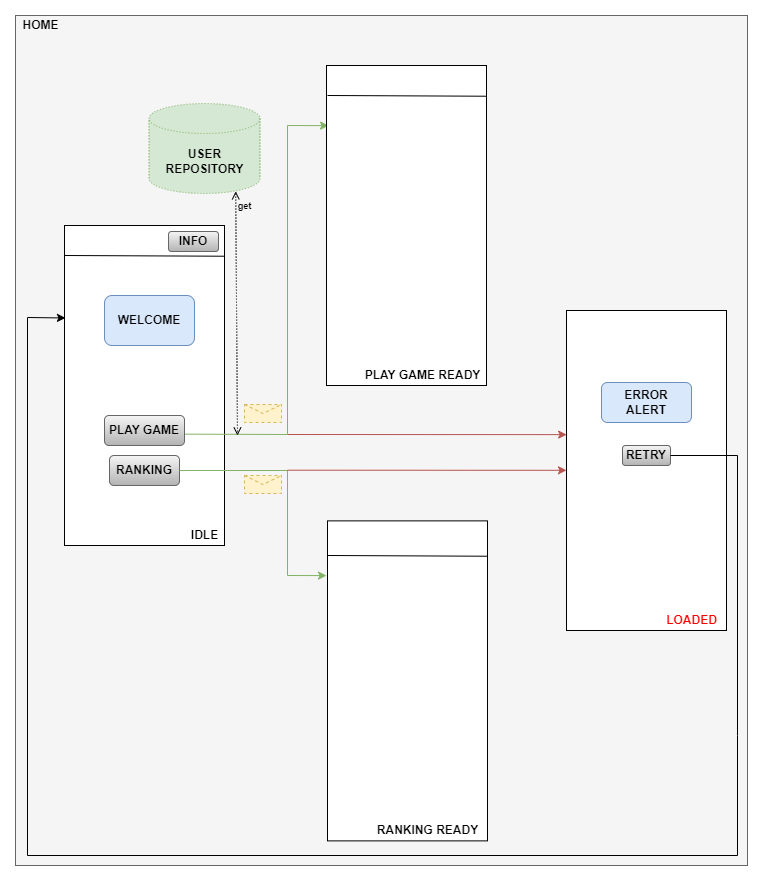 HOME
USER
REPOSITORY
get
INFO
WELCOME
PLAY GAME
RANKING
IDLE
PLAY GAME READY
ERROR
ALERT
RETRY
LOADED
RANKING READY